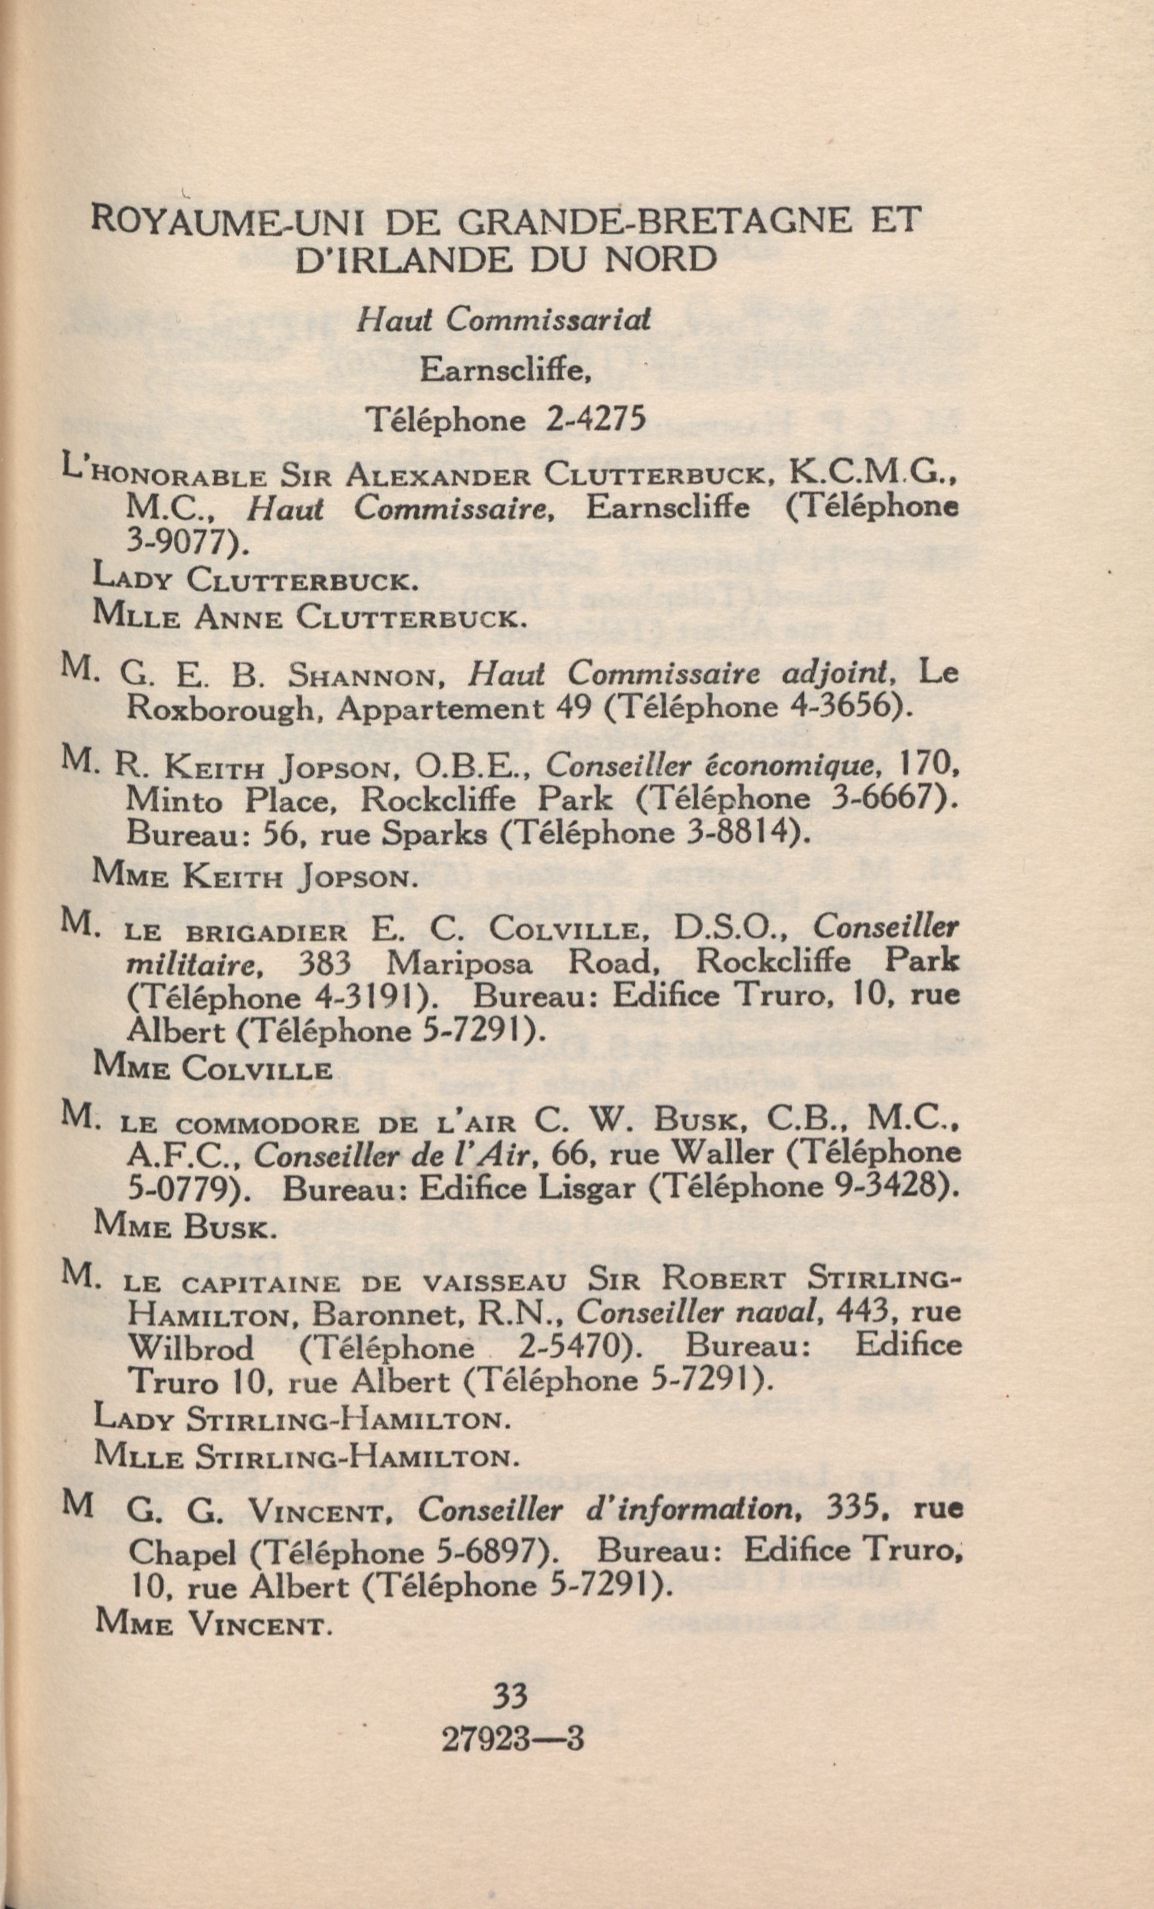 ROYAUME-UNI DE GRANDE-BRETAGNE ET
D'IRLANDE DU NORD
Haut Commissariat
Earnscliffe,
Téléphone 2-4275
L'HONORABLE SIR ALEXANDER CLUTTERBUCK, K.C.M.G.,
M.C., Haut Commissaire, Earnscliffe (Téléphone
3-9077).
LADY CLUTTERBUCK.
MLLE ANNE CLUTTERBUCK.
M. G. E. B. SHANNON, Haut Commissaire adjoint, Le
Roxborough, Appartement 49 (Téléphone 4-3656).
M. R. KEITH JOPSON, O.B.E., Conseiller économique, 170,
Minto Place, Rockcliffe Park (Téléphone 3-6667).
Bureau: 56, rue Sparks (Téléphone 3-8814).
MME KEITH JOPSON.
M. LE BRIGADIER E. C. COLVILLE, D.S.O., Conseiller
militaire, 383 Mariposa Road, Rockcliffe Park
(Téléphone 4-3191). Bureau: Edifice Truro, 10, rue
Albert (Téléphone 5-7291).
MME COLVILLE
M. LE COMMODORE DE L'AIR C. W. BUSK, C.B., M.C.,
A.F.C., Conseiller de l'Air, 66, rue Waller (Téléphone
5-0779). Bureau: Edifice Lisgar (Téléphone 9-3428).
MME BUSK.
M. LE CAPITAINE DE VAISSEAU SIR ROBERT STIRLING-
HAMILTON, Baronnet, R.N., Conseiller naval, 443, rue
Wilbrod (Téléphone 2-5470). Bureau: Edifice
Truro 10, rue Albert (Téléphone 5-7291).
LADY STIRLING-HAMILTON.
MLLE STIRLING-HAMILTON.
M G. G. VINCENT, Conseiller d'information, 335, rue
Chapel (Téléphone 5-6897). Bureau: Edifice Truro,
10, rue Albert (Téléphone 5-7291).
MME VINCENT.
33
27923—3